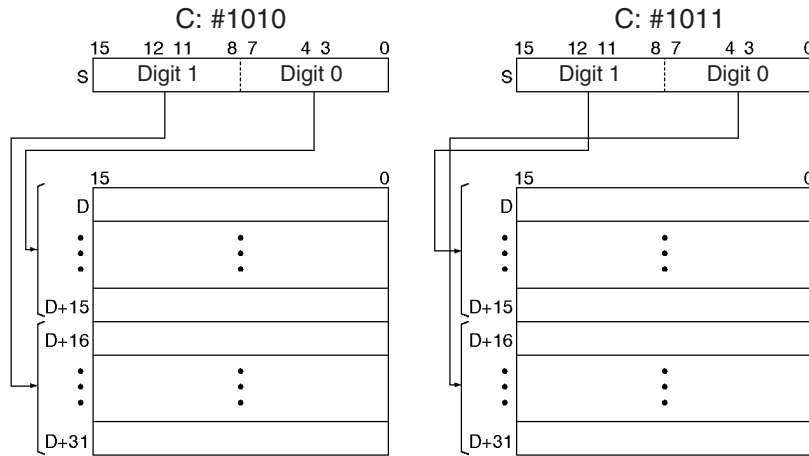 C: #1010
15 12 11 8 7 4 3 0
S Digit 1 Digit 0
15 0
D
D+15
D+16
D+31
C: #1011
15 12 11 8 7 4 3 0
S Digit 1 Digit 0
15 0
D
D+15
D+16
D+31